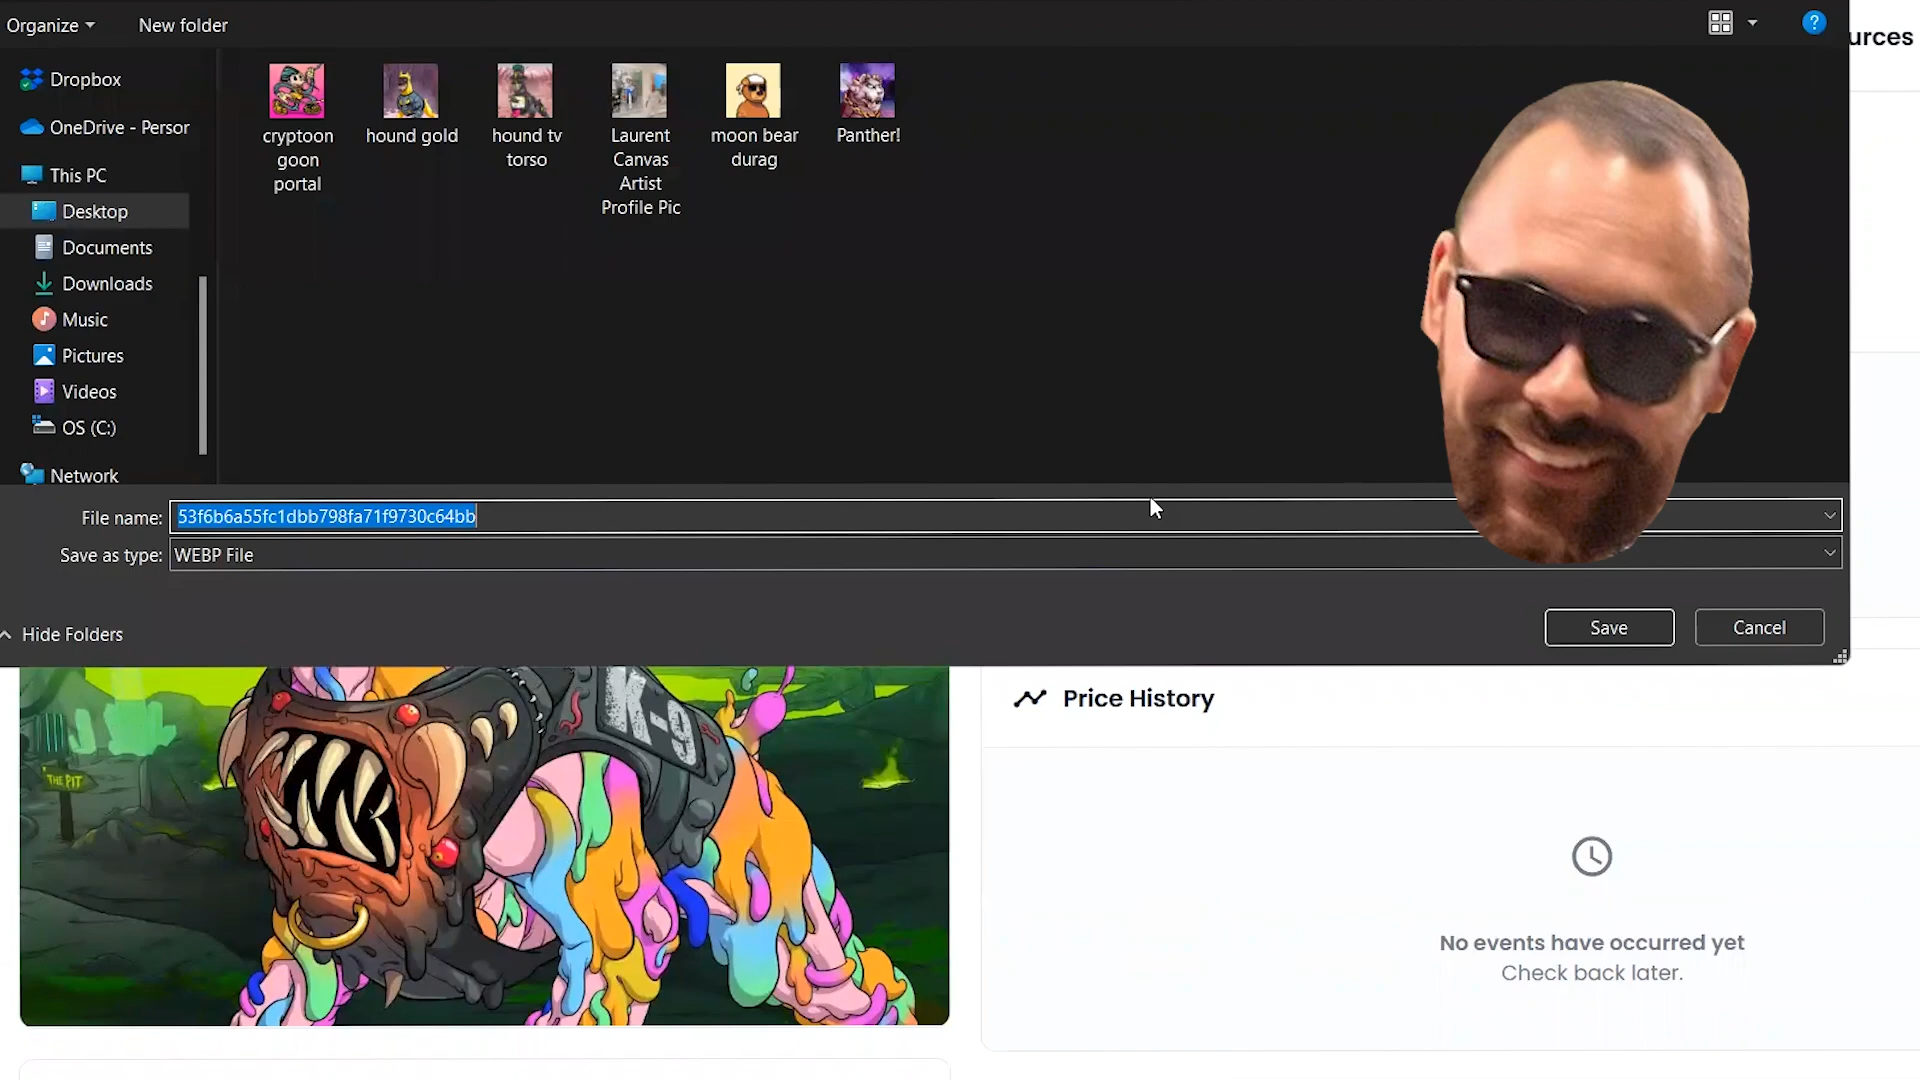 Organize
New folder
urces
Dropbox
OneDrive - Persor
This PC
Desktop
Documents
Downloads
Music
Pictures
Videos
OS (C:)
Network
cryptoon
goon
portal
hound gold
hound tv
torso
Laurent
Canvas
Artist
Profile Pic
moon bear
durag
Panther!
File name: 53f6b6a55fc1dbb798fa71f9730c64bb
Save as type: WEBP File
Hide Folders
Save
Cancel
K-9
THE PIT
Price History
No events have occurred yet
Check back later.